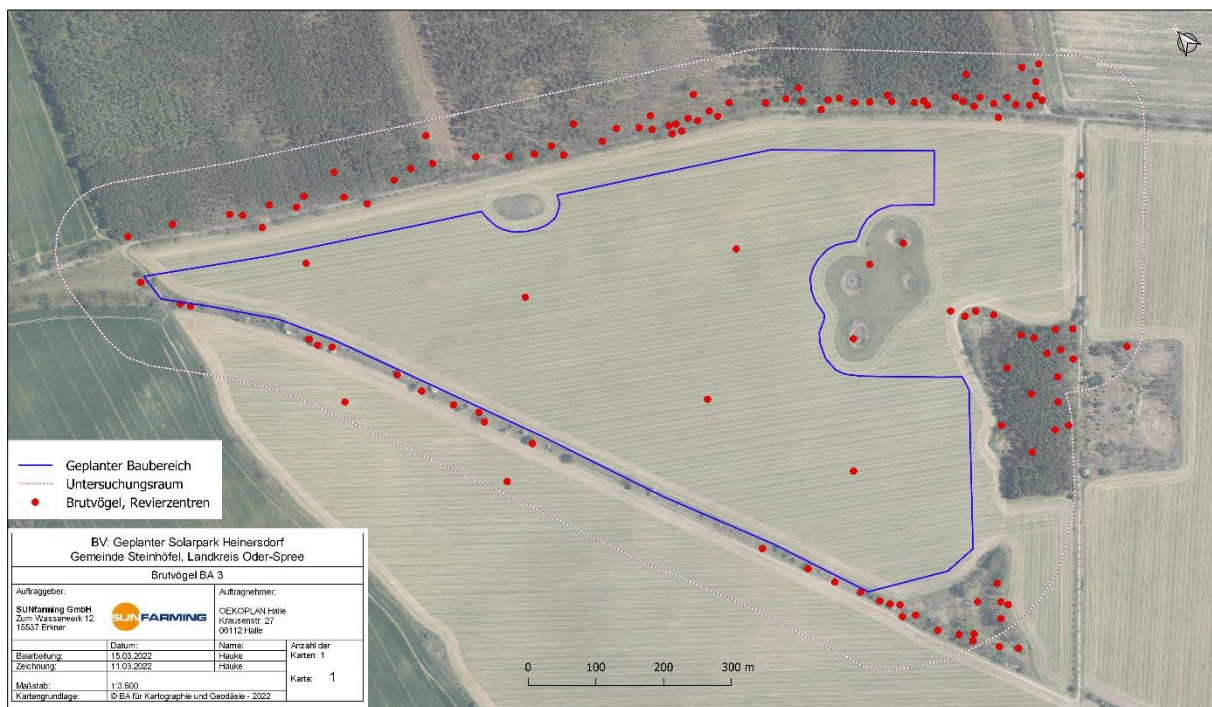 Geplanter Baubereich
Untersuchungsraum
Brutvögel, Revierzentren
BV: Geplanter Solarpark Heinersdorf
Gemeinde Steinhöfel, Landkreis Oder-Spree
Brutvögel BA 3
Auftraggeber:
SUNfarming GmbH
Zum Wasserwerk 12
15537 Erkner
SUNFARMING
Auftragnehmer:
OEKOPLAN Halle
Krausenstr. 27
06112 Halle
Datum: Name: Anzahl der
Bearbeitung: 15.03.2022 Hauke Karten: 1
Zeichnung: 11.03.2022 Hauke
Karte: 1
Maßstab: 1:3.500
Kartengrundlage: © BA für Kartographie und Geodäsie - 2022
0 100 200 300 m